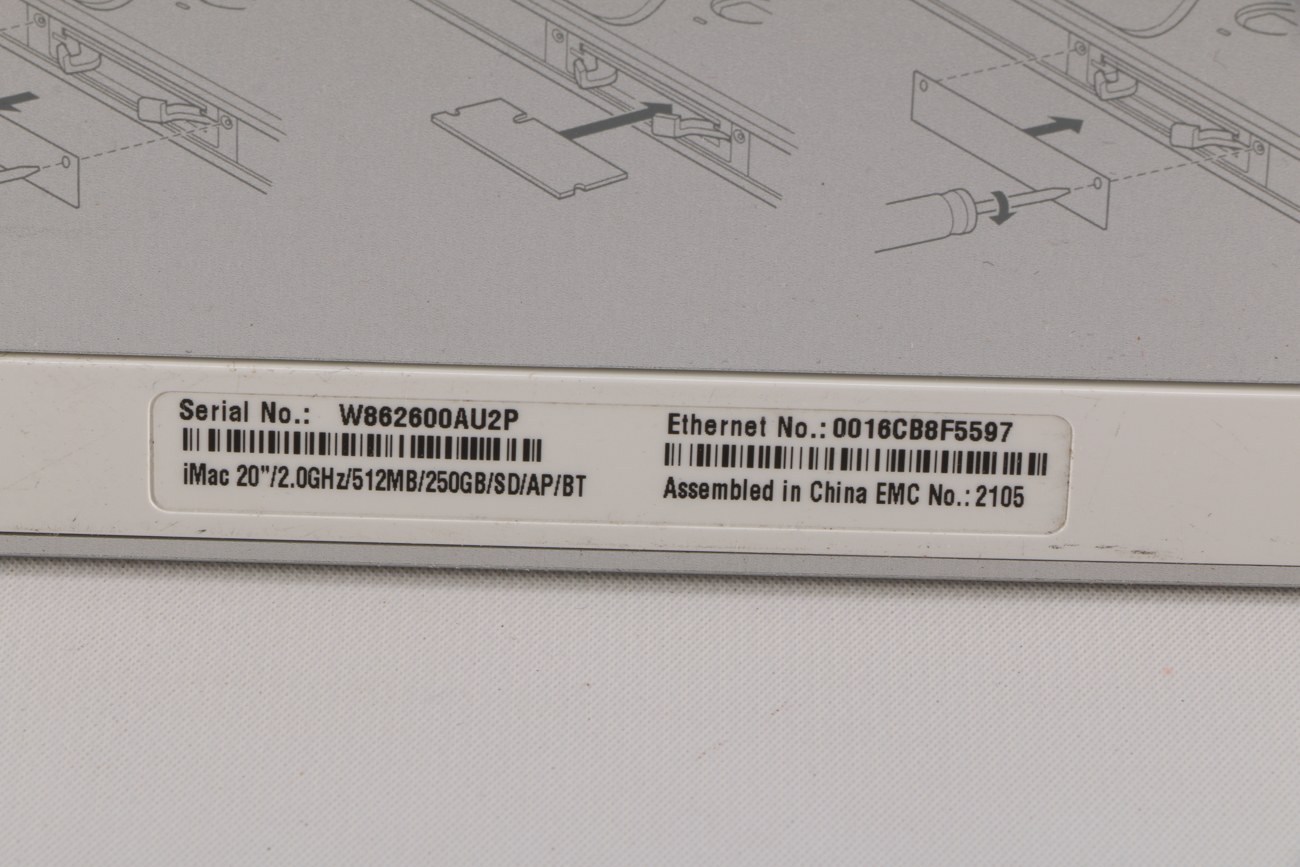 Serial No.: W862600AU2P
iMac 20"/2.0GHz/512MB/250GB/SD/AP/BT
Ethernet No.: 0016CB8F5597
Assembled in China EMC No.: 2105